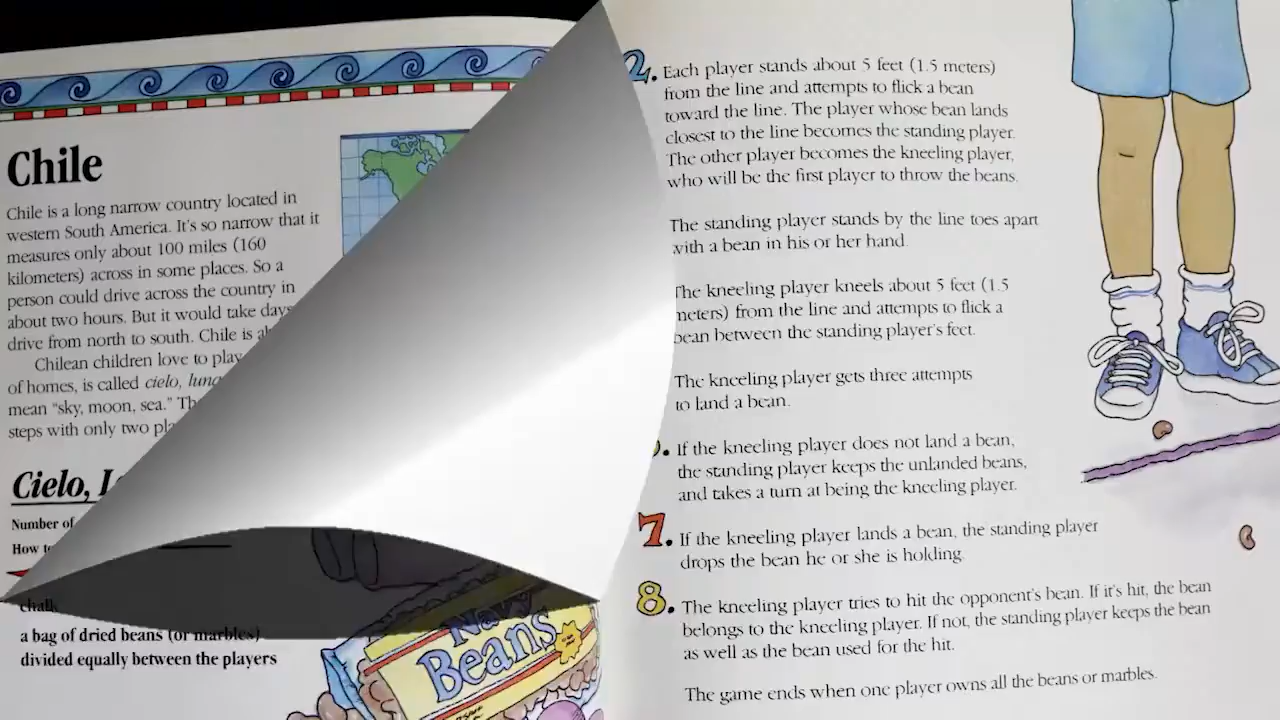 Chile
Chile is a long narrow country located in
western South America. It's so narrow that it
measures only about 100 miles (160
kilometers) across in some places. So a
person could drive across the country in
about two hours. But it would take days
drive from north to south. Chile is
Chilean children love to play
of homes, is called cielo,
mean "sky, moon, sea."
steps with only two
Cielo,
Number of
How
a bag of dried beans (or marbles)
divided equally between the players
Navy
Beans
2. Each player stands about 5 feet (1.5 meters)
from the line and attempts to flick a bean
toward the line. The player whose bean lands
closest to the line becomes the standing player.
The other player becomes the kneeling player,
who will be the first player to throw the beans.
The standing player stands by the line toes apart
with a bean in his or her hand.
The kneeling player kneels about 5 feet (1.5
meters) from the line and attempts to flick a
bean between the standing player's feet.
The kneeling player gets three attempts
to land a bean.
If the kneeling player does not land a bean,
the standing player keeps the unlanded beans,
and takes a turn at being the kneeling player.
7. If the kneeling player lands a bean, the standing player
drops the bean he or she is holding.
8. The kneeling player tries to hit the opponent's bean. If it's hit, the bean
belongs to the kneeling player. If not, the standing player keeps the bean
as well as the bean used for the hit.
The game ends when one player owns all the beans or marbles.